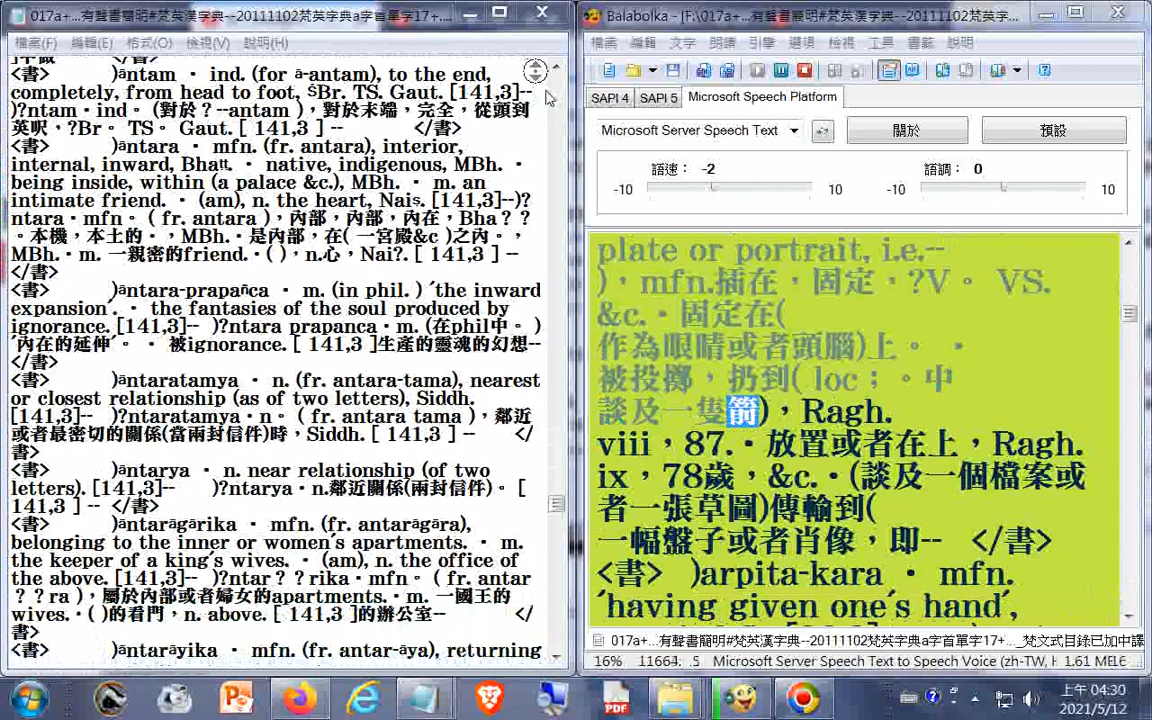 有聲書簡明#梵英漢字典--20111102梵英字典a字首單字17+...
檔案(F) 編輯(E) 格式(O) 檢視(V) 說明(H)
<書> )āntam · ind. (for ā-antam), to the end,
completely, from head to foot, ŚBr. TS. Gaut. [141,3]--
)?ntam·ind。 (對於？--antam )，對於末端，完全，從頭到
英呎，?Br。 TS。 Gaut. [ 141,3 ] -- </書>
<書> )āntara · mfn. (fr. antara), interior,
internal, inward, Bhaṭṭ. · native, indigenous, MBh. ·
being inside, within (a palace &c.), MBh. · m. an
intimate friend. · (am), n. the heart, Naiṣ. [141,3]--)?
ntara·mfn。 ( fr. antara )，內部，內部，內在，Bha？？
。本機，本土的·，MBh.·是內部，在( 一宮殿&c )之內。，
MBh.·m. 一親密的friend.·( )，n.心，Nai?. [ 141,3 ] --
</書>
<書> )āntara-prapañca · m. (in phil. ) 'the inward
expansion'. · the fantasies of the soul produced by
ignorance. [141,3]-- )?ntara prapanca·m. (在phil中。 )
'內在的延伸'。 · 被ignorance. [ 141,3 ]生產的靈魂的幻想--
</書>
<書> )āntaratamya · n. (fr. antara-tama), nearest
or closest relationship (as of two letters), Siddh.
[141,3]-- )?ntaratamya·n。 ( fr. antara tama )，鄰近
或者最密切的關係(當兩封信件)時，Siddh. [ 141,3 ] -- </
書>
<書> )āntarya · n. near relationship (of two
letters). [141,3]-- )?ntarya·n.鄰近關係(兩封信件)。 [
141,3 ] -- </書>
<書> )āntarāgārika · mfn. (fr. antarāgāra),
belonging to the inner or women's apartments. · m.
the keeper of a king's wives. · (am), n. the office of
the above. [141,3]-- )?ntar？？rika·mfn。 ( fr. antar
？？ra )，屬於內部或者婦女的apartments.·m. 一國王的
wives.·( )的看門，n. above. [ 141,3 ]的辦公室-- </
書>
<書> )āntarāyika · mfn. (fr. antar-āya), returning
Balabolka - [F:\017a+...有聲書簡明#梵英漢字典--20111102梵英字...
檔案 編輯 文字 朗讀 引擎 選項 檢視 工具 書籤 說明
SAPI 4 SAPI 5 Microsoft Speech Platform
Microsoft Server Speech Text 關於 預設
語速： -2 語調： 0
-10 10 -10 10
plate or portrait, i.e.--
)，mfn.插在，固定，?V。 VS.
&c.·固定在(
作為眼睛或者頭腦)上。 ·
被投擲，扔到( loc；。中
談及一隻箭)，Ragh.
viii，87.·放置或者在上，Ragh.
ix，78歲，&c.·(談及一個檔案或
者一張草圖)傳輸到(
一幅盤子或者肖像，即-- </書>
<書> )arpita-kara · mfn.
'having given one's hand',
017a+...有聲書簡明#梵英漢字典--20111102梵英字典a字首單字17+..._梵文式目錄已加中譯
16% 11664. .5 Microsoft Server Speech Text to Speech Voice (zh-TW, H 1.61 MЕ
上午 04:30
2021/5/12